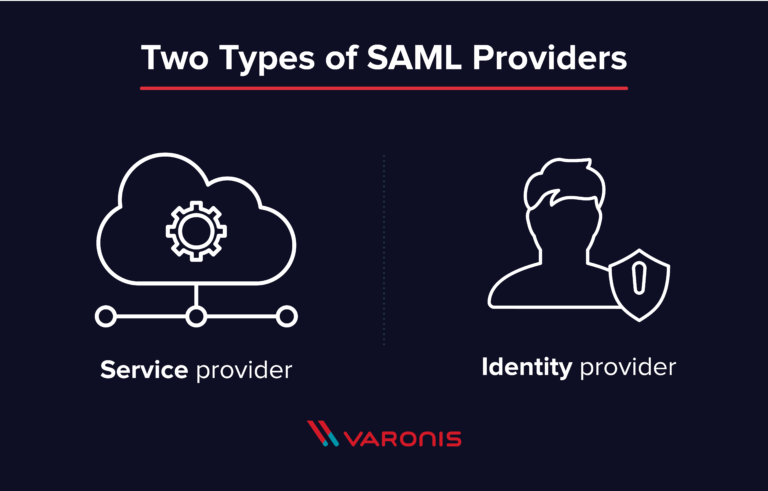 Two Types of SAML Providers
Service provider
Identity provider
VARONIS